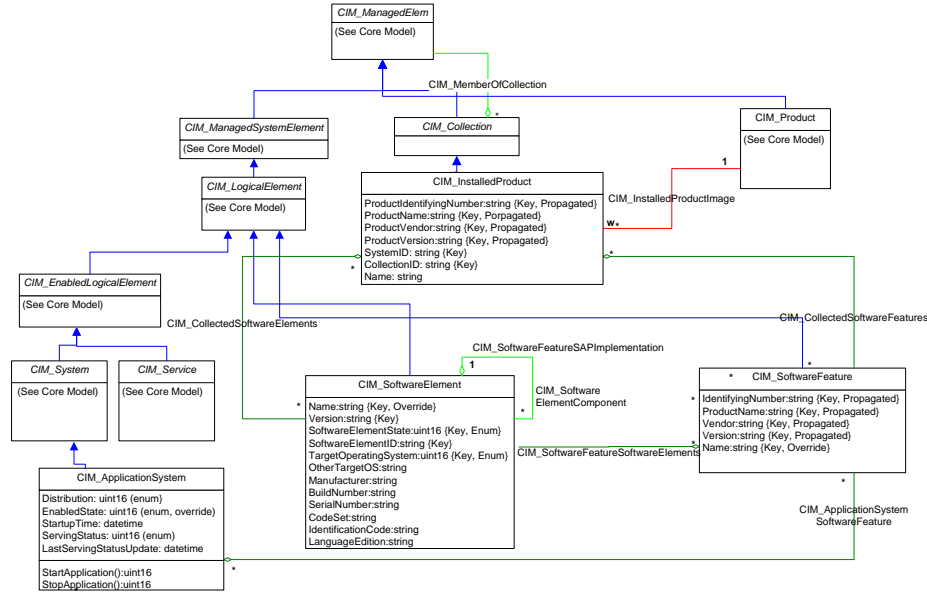 CIM_ManagedElem
(See Core Model)
CIM_MemberOfCollection
*
CIM_ManagedSystemElement
(See Core Model)
CIM_Collection
CIM_Product
(See Core Model)
1
CIM_LogicalElement
(See Core Model)
CIM_InstalledProduct
ProductIdentifyingNumber:string {Key, Propagated}
ProductName:string {Key, Porpagated}
ProductVendor:string {Key, Propagated}
ProductVersion:string {Key, Propagated}
SystemID: string {Key}
CollectionID: string {Key}
Name: string
CIM_InstalledProductImage
w*
*
*
CIM_EnabledLogicalElement
(See Core Model)
CIM_CollectedSoftwareElements
CIM_CollectedSoftwareFeatures
CIM_System
(See Core Model)
CIM_Service
(See Core Model)
CIM_SoftwareFeatureSAPImplementation
1
CIM_Software
ElementComponent
*
*
CIM_SoftwareElement
Name:string {Key, Override}
Version:string {Key}
SoftwareElementState:uint16 {Key, Enum}
SoftwareElementID:string {Key}
TargetOperatingSystem:uint16 {Key, Enum}
OtherTargetOS:string
Manufacturer:string
BuildNumber:string
SerialNumber:string
CodeSet:string
IdentificationCode:string
LanguageEdition:string
*
*
CIM_SoftwareFeature
IdentifyingNumber:string {Key, Propagated}
ProductName:string {Key, Propagated}
Vendor:string {Key, Propagated}
Version:string {Key, Propagated}
Name:string {Key, Override}
*
*
CIM_SoftwareFeatureSoftwareElements
*
CIM_ApplicationSystem
SoftwareFeature
CIM_ApplicationSystem
Distribution: uint16 (enum}
EnabledState: uint16 (enum, override)
StartupTime: datetime
ServingStatus: uint16 (enum)
LastServingStatusUpdate: datetime
StartApplication():uint16
StopApplication():uint16
*